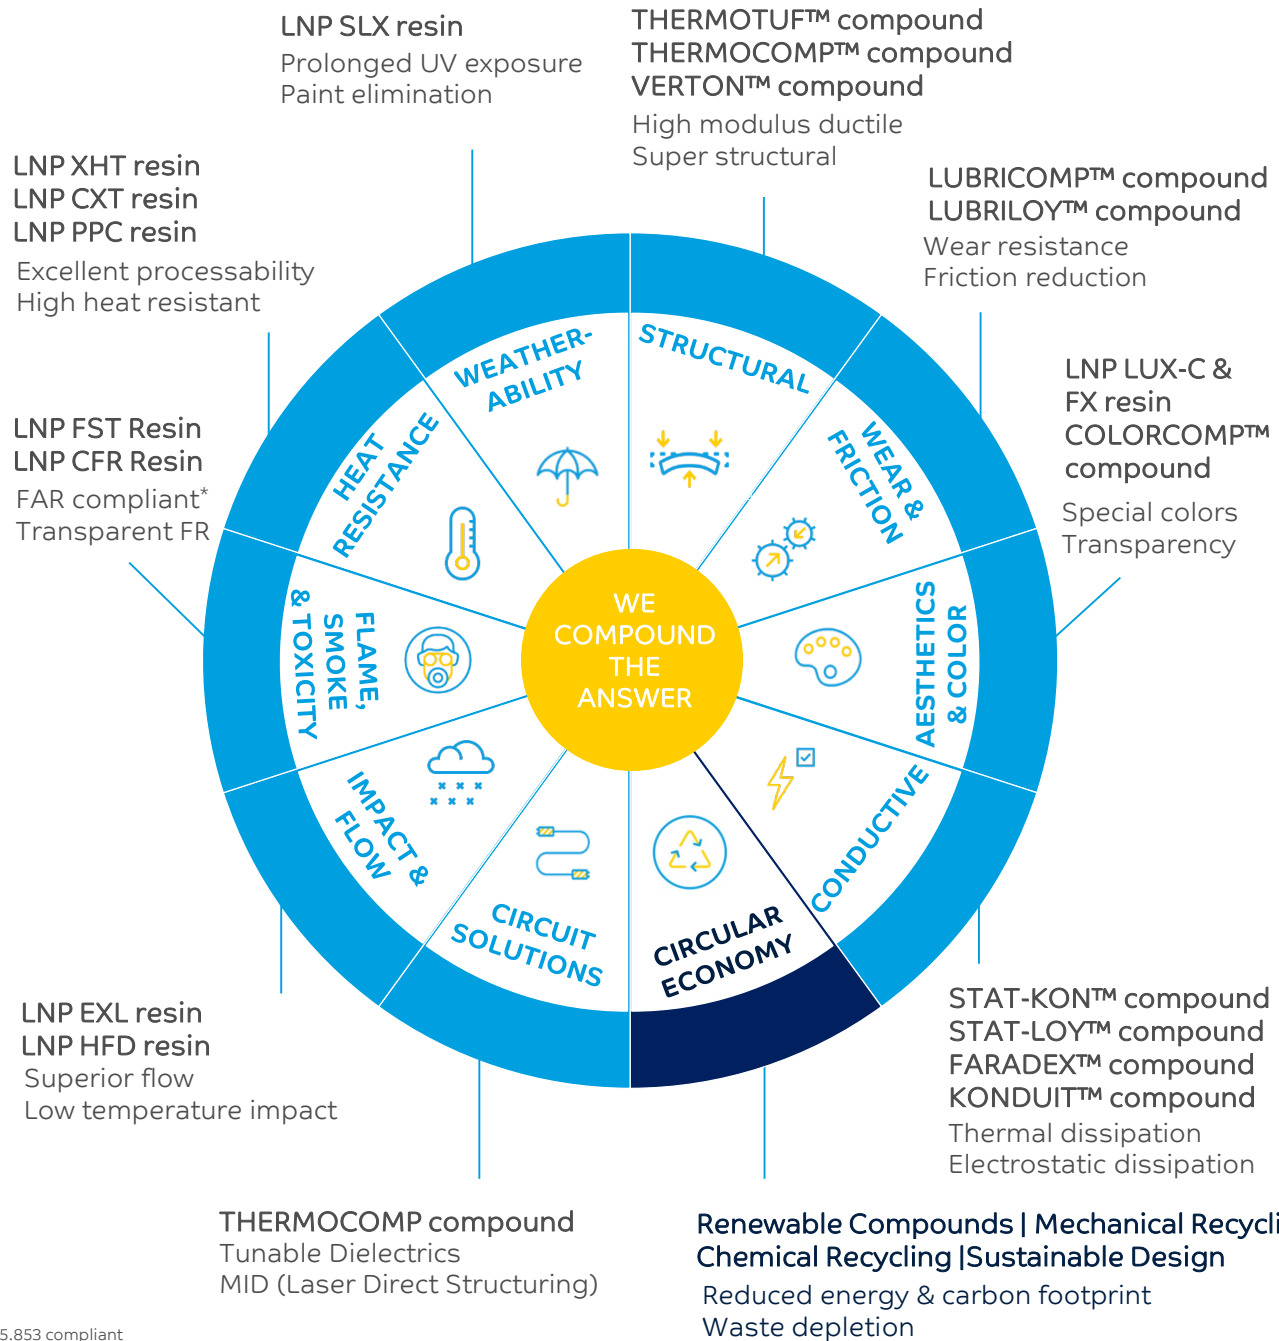 LNP SLX resin
Prolonged UV exposure
Paint elimination
THERMOTUF™ compound
THERMOCOMP™ compound
VERTON™ compound
High modulus ductile
Super structural
LNP XHT resin
LNP CXT resin
LNP PPC resin
Excellent processability
High heat resistant
LUBRICOMP™ compound
LUBRILOY™ compound
Wear resistance
Friction reduction
LNP LUX-C &
FX resin
COLORCOMP™
compound
Special colors
Transparency
LNP FST Resin
LNP CFR Resin
FAR compliant*
Transparent FR
WEATHER-
ABILITY
STRUCTURAL
HEAT
RESISTANCE
WEAR &
FRICTION
FLAME,
SMOKE
& TOXICITY
WE
COMPOUND
THE
ANSWER
AESTHETICS
& COLOR
IMPACT &
FLOW
CONDUCTIVE
CIRCUIT
SOLUTIONS
CIRCULAR
ECONOMY
LNP EXL resin
LNP HFD resin
Superior flow
Low temperature impact
STAT-KON™ compound
STAT-LOY™ compound
FARADEX™ compound
KONDUIT™ compound
Thermal dissipation
Electrostatic dissipation
THERMOCOMP compound
Tunable Dielectrics
MID (Laser Direct Structuring)
Renewable Compounds | Mechanical
Chemical Recycling |Sustainable Design
Reduced energy & carbon footprint
Waste depletion
5.853 compliant